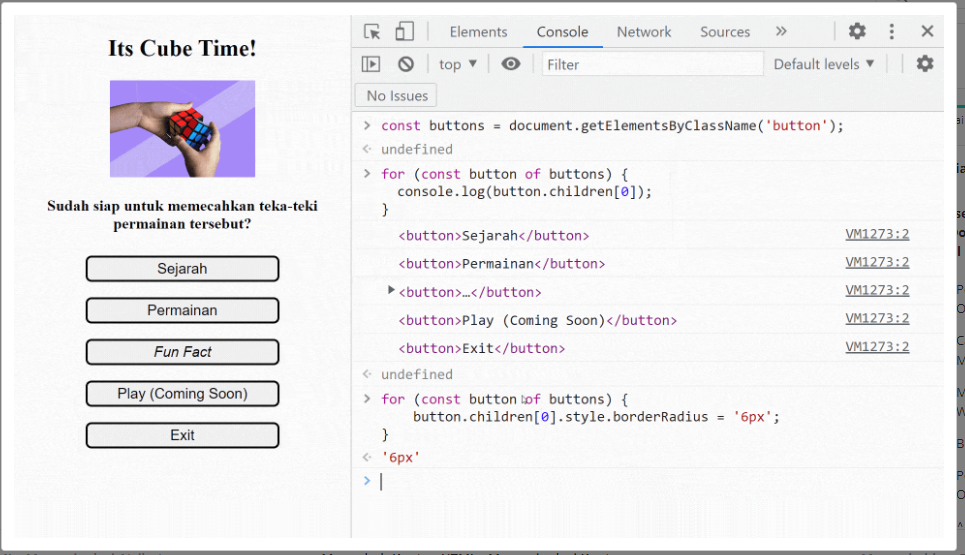 Its Cube Time!
Sudah siap untuk memecahkan teka-teki
permainan tersebut?
Sejarah
Permainan
Fun Fact
Play (Coming Soon)
Exit
Elements
Console
Network
Sources
»
top ▼
Filter
Default levels ▼
No Issues
> const buttons = document.getElementsByClassName('button');
< undefined
> for (const button of buttons) {
console.log(button.children[0]);
}
<button>Sejarah</button> VM1273:2
<button>Permainan</button> VM1273:2
▶<button>…</button> VM1273:2
<button>Play (Coming Soon)</button> VM1273:2
<button>Exit</button> VM1273:2
< undefined
> for (const button of buttons) {
button.children[0].style.borderRadius = '6px';
}
< '6px'
>